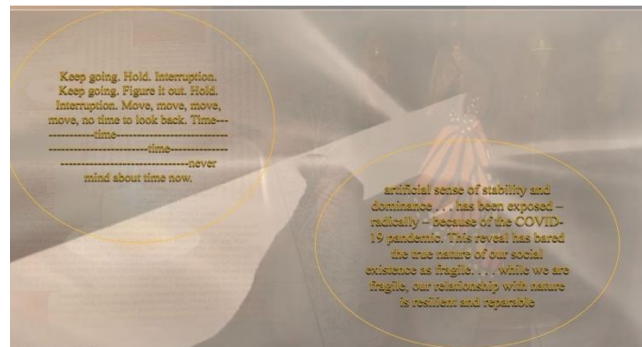 Keep going. Hold. Interruption.
Keep going. Figure it out. Hold.
Interruption. Move, move, move,
move, no time to look back. Time---
-----------time---------------------------
------------------------time--------------
-------------------------------never
mind about time now.
artificial sense of stability and
dominance . . . has been exposed –
radically – because of the COVID-
19 pandemic. This reveal has bared
the true nature of our social
existence as fragile. . . . while we are
fragile, our relationship with nature
is resilient and reparable